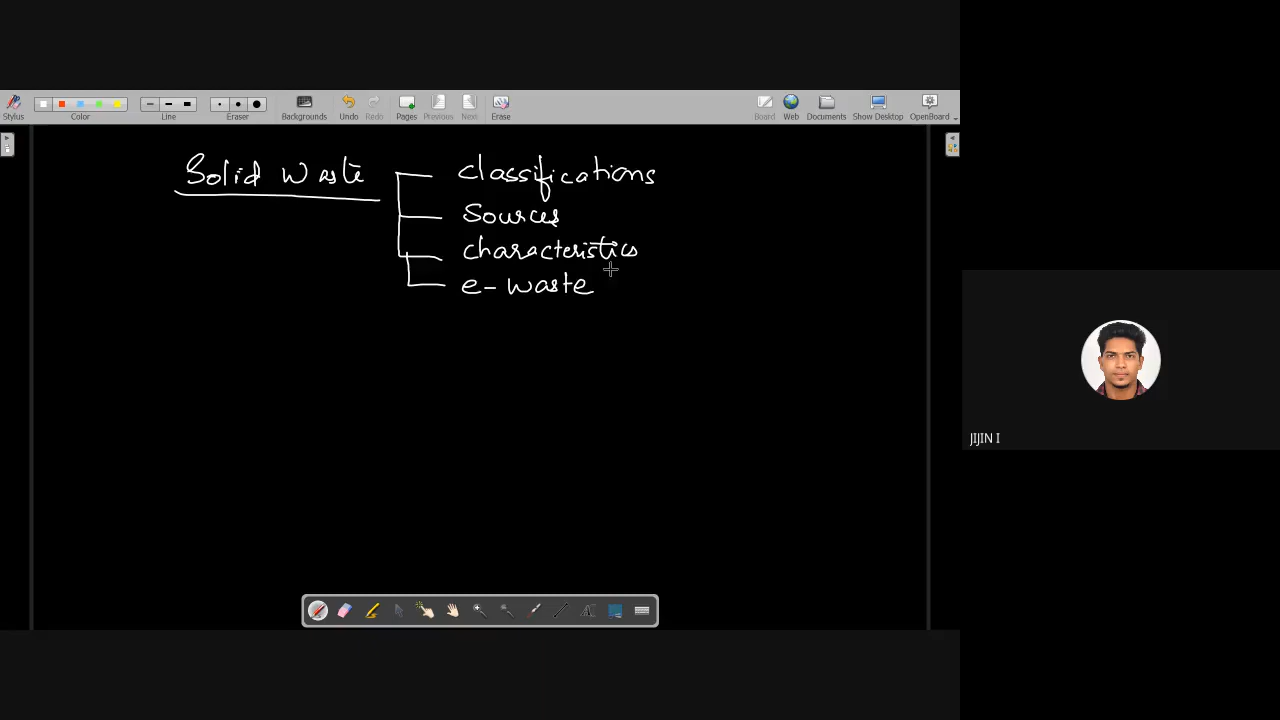 Stylus Color Line Eraser Backgrounds Undo Redo Pages Previous Next Erase Board Web Documents Show Desktop OpenBoard
Solid Waste classifications
Sources
characteristics
e-waste
JIJIN I